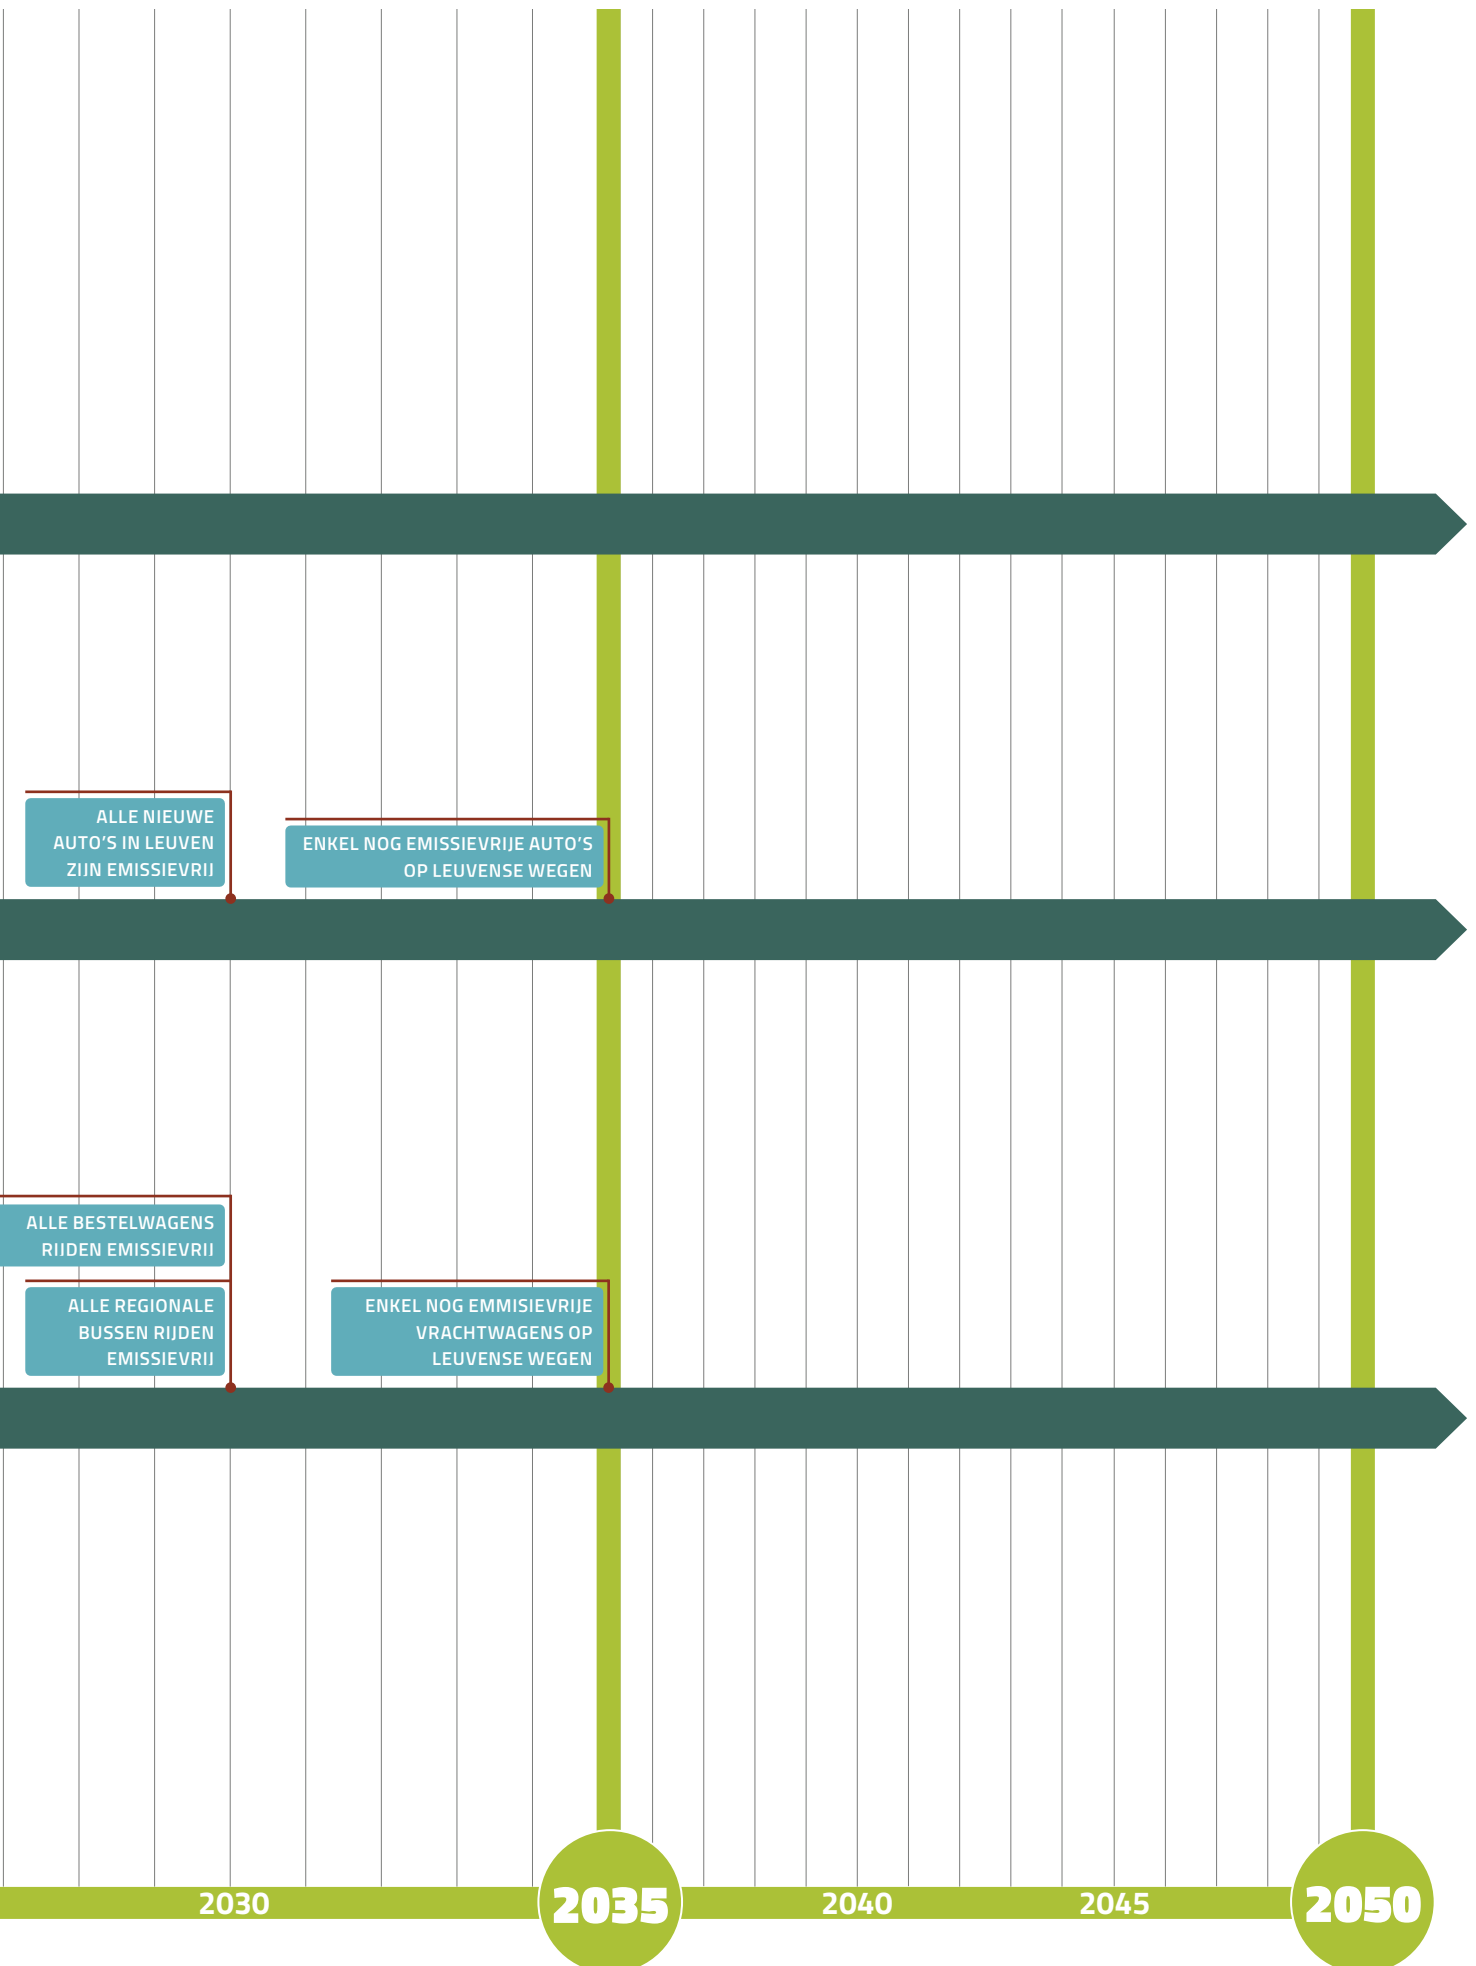 ALLE NIEUWE
AUTO'S IN LEUVEN
ZIJN EMISSIEVRIJ
ENKEL NOG EMISSIEVRIJE AUTO'S
OP LEUVENSE WEGEN
ALLE BESTELWAGENS
RIJDEN EMISSIEVRIJ
ALLE REGIONALE
BUSSEN RIJDEN
EMISSIEVRIJ
ENKEL NOG EMMISIEVRIJE
VRACHTWAGENS OP
LEUVENSE WEGEN
2030
2035
2040
2045
2050